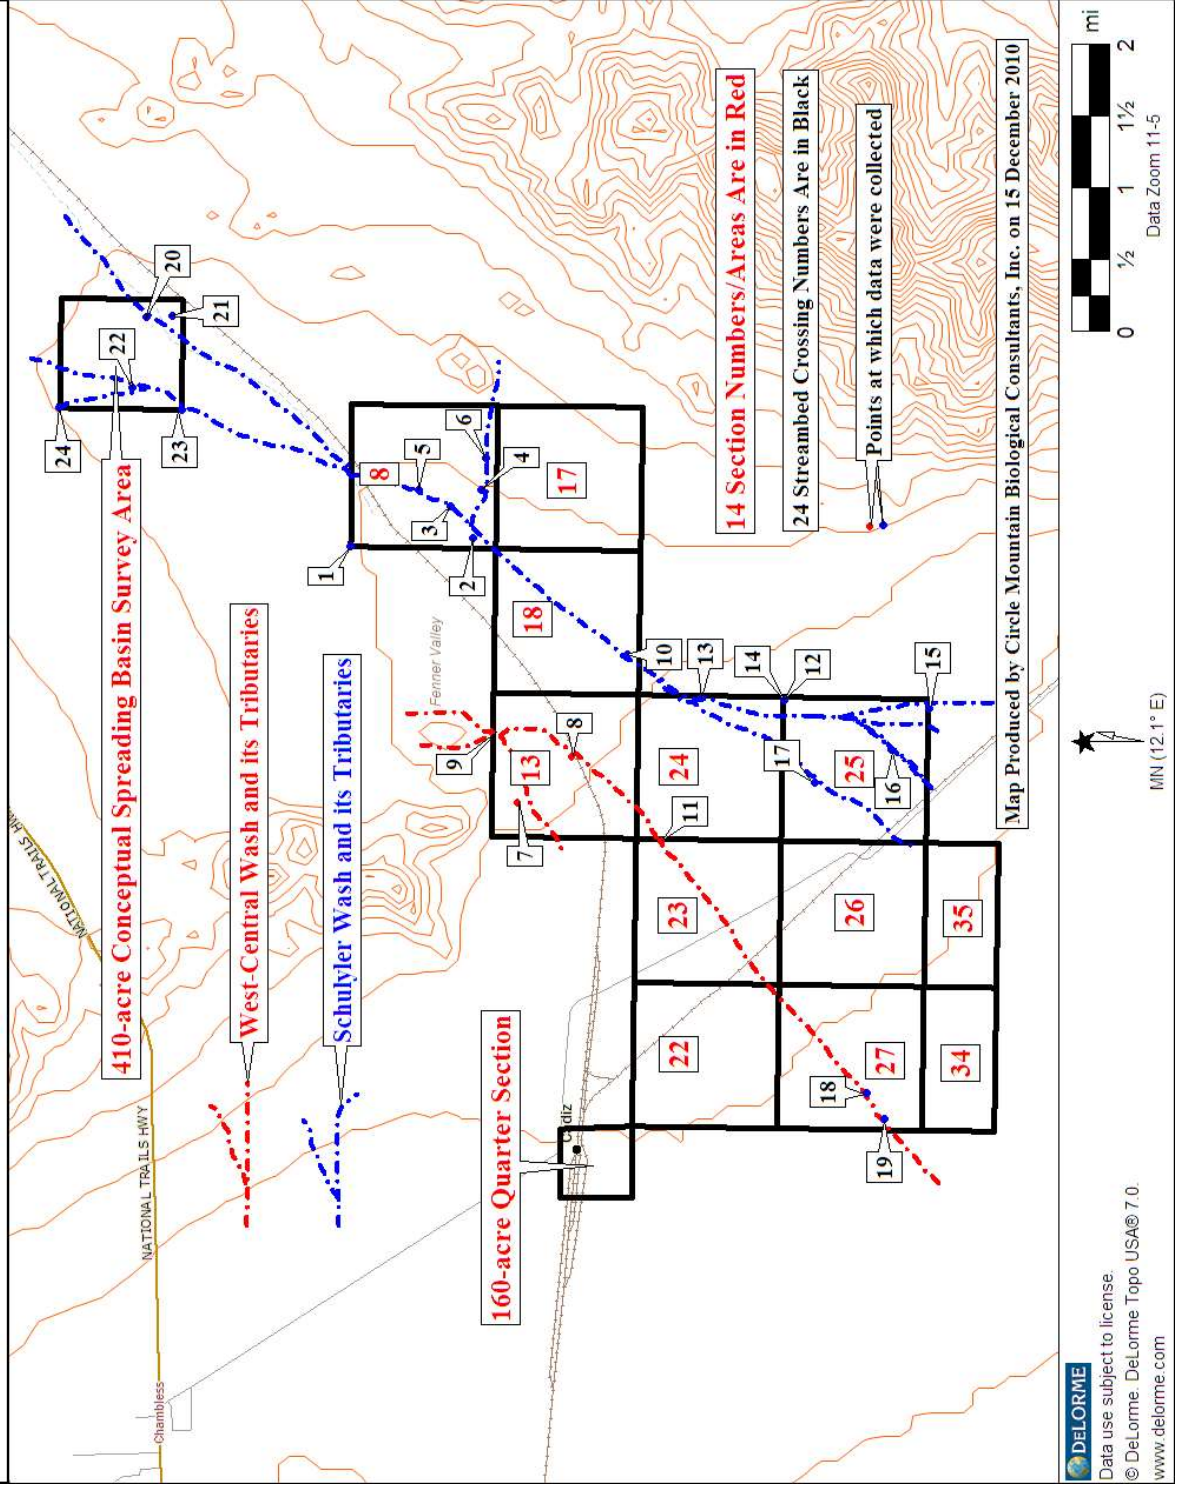 NATIONAL TRAILS HW
NATIONAL TRAILS HWY
NATIONAL TRAILS HWY
Chambless
24
22
20
21
23
410-acre Conceptual Spreading Basin Survey Area
West-Central Wash and its Tributaries
Schulyler Wash and its Tributaries
1
8
5
6
3
4
2
17
Fenner Valley
18
9
13
8
7
160-acre Quarter Section
10
13
14
12
15
24
11
17
25
16
23
26
35
22
27
34
18
19
14 Section Numbers/Areas Are in Red
24 Streambed Crossing Numbers Are in Black
Points at which data were collected
Map Produced by Circle Mountain Biological Consultants, Inc. on 15 December 2010
DELORME
Data use subject to license.
© DeLorme. DeLorme Topo USA® 7.0.
www.delorme.com
MN (12.1° E)
mi
0 ½ 1 1½ 2
Data Zoom 11-5